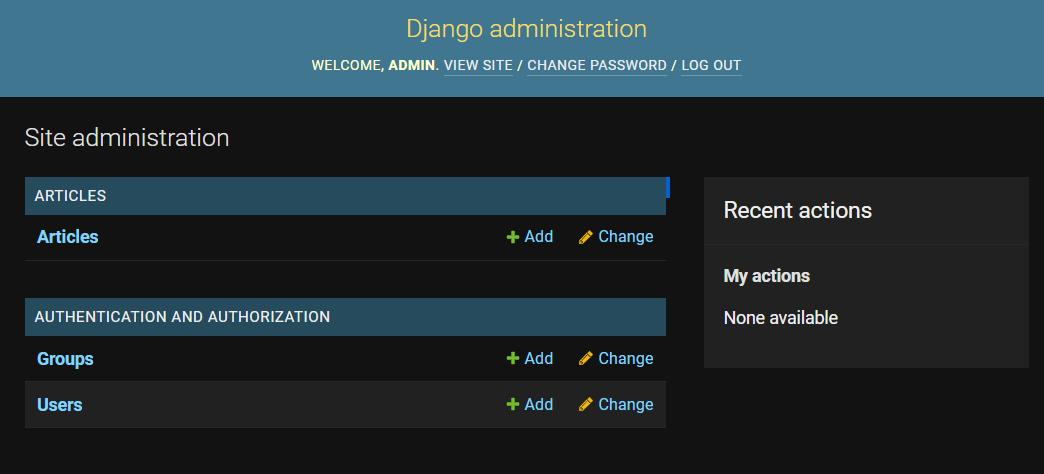 Django administration
WELCOME, ADMIN. VIEW SITE / CHANGE PASSWORD / LOG OUT
Site administration
ARTICLES
Articles Add Change
AUTHENTICATION AND AUTHORIZATION
Groups Add Change
Users Add Change
Recent actions
My actions
None available